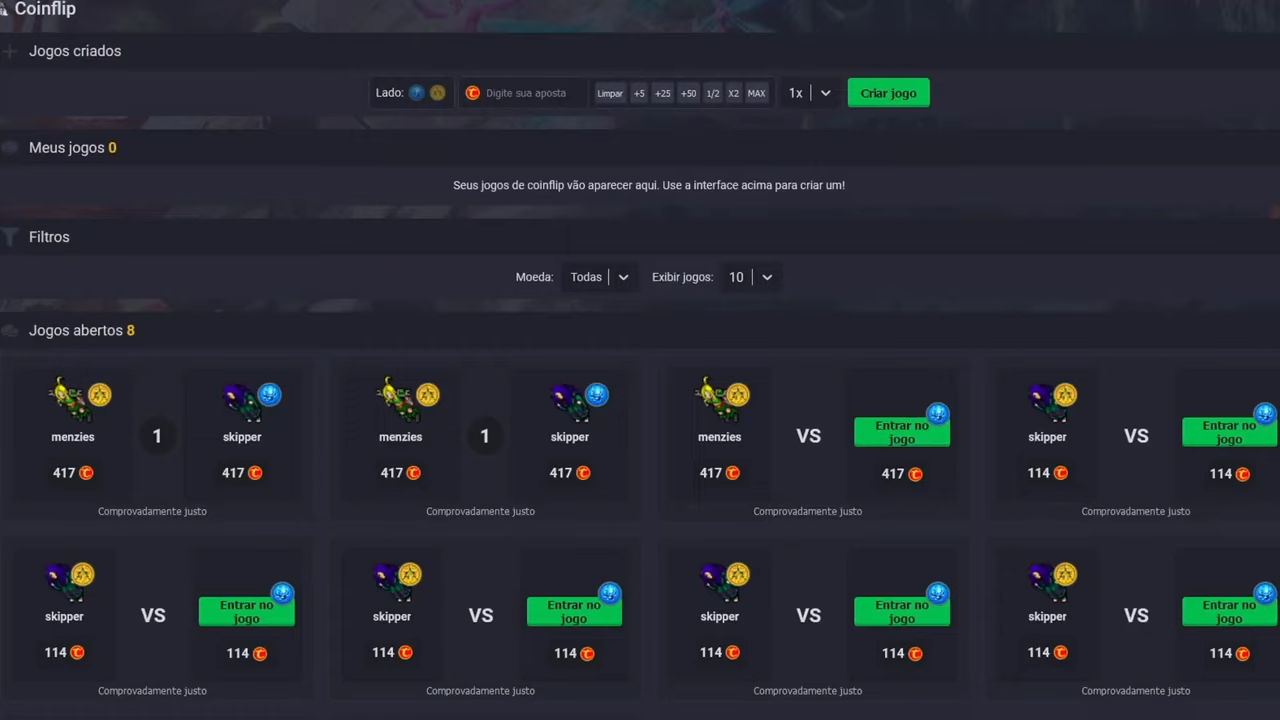 Coinflip
Jogos criados
Lado: Digite sua aposta Limpar +5 +25 +50 1/2 X2 MAX 1x Criar jogo
Meus jogos 0
Seus jogos de coinflip vão aparecer aqui. Use a interface acima para criar um!
Filtros
Moeda: Todas Exibir jogos: 10
Jogos abertos 8
menzies 1 skipper
417 417
Comprovadamente justo
menzies 1 skipper
417 417
Comprovadamente justo
menzies VS Entrar no
jogo
417 417
Comprovadamente justo
skipper VS Entrar no
jogo
114 114
Comprovadamente justo
skipper VS Entrar no
jogo
114 114
Comprovadamente justo
skipper VS Entrar no
jogo
114 114
Comprovadamente justo
skipper VS Entrar no
jogo
114 114
Comprovadamente justo
skipper VS Entrar no
jogo
114 114
Comprovadamente justo